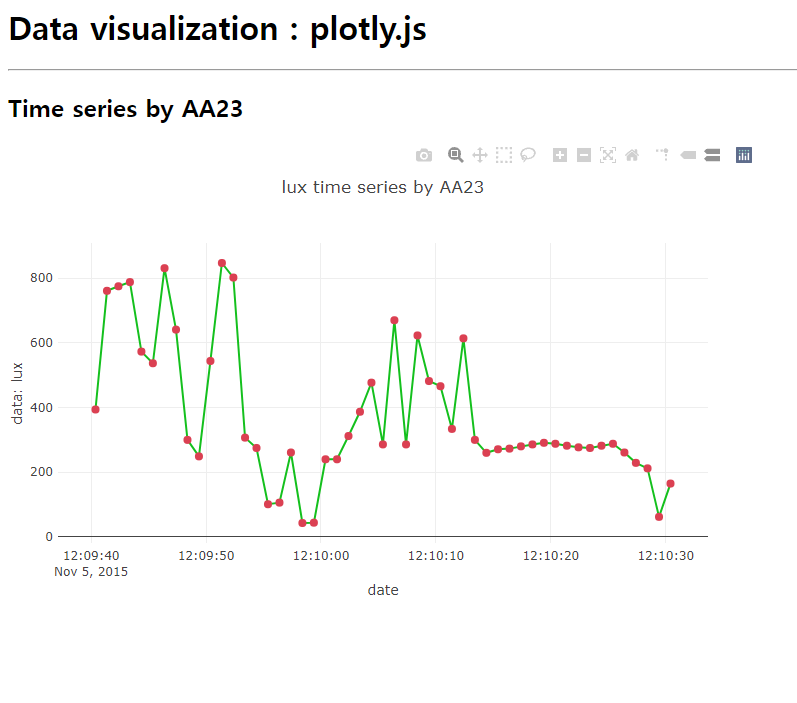 Data visualization : plotly.js
Time series by AA23
lux time series by AA23
800
600
400
200
0
data: lux
12:09:40 12:09:50 12:10:00 12:10:10 12:10:20 12:10:30
Nov 5, 2015
date